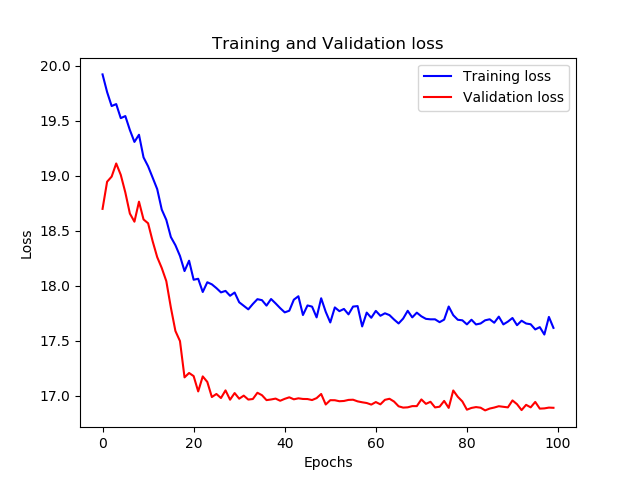 Training and Validation loss
Training loss
Validation loss
20.0
19.5
19.0
18.5
18.0
17.5
17.0
Loss
0
20
40
60
80
100
Epochs